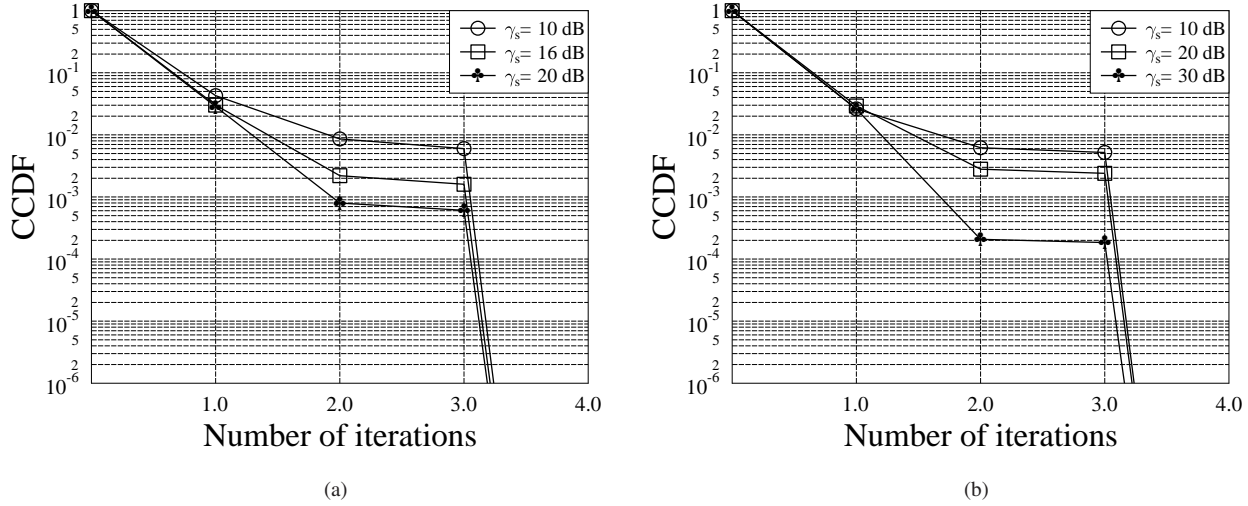 1
5
2
10^-1
5
2
10^-2
5
2
10^-3
5
2
10^-4
5
2
10^-5
5
2
10^-6
CCDF
1.0 2.0 3.0 4.0
Number of iterations
γs= 10 dB
γs= 16 dB
γs= 20 dB
(a)
1
5
2
10^-1
5
2
10^-2
5
2
10^-3
5
2
10^-4
5
2
10^-5
5
2
10^-6
CCDF
1.0 2.0 3.0 4.0
Number of iterations
γs= 10 dB
γs= 20 dB
γs= 30 dB
(b)